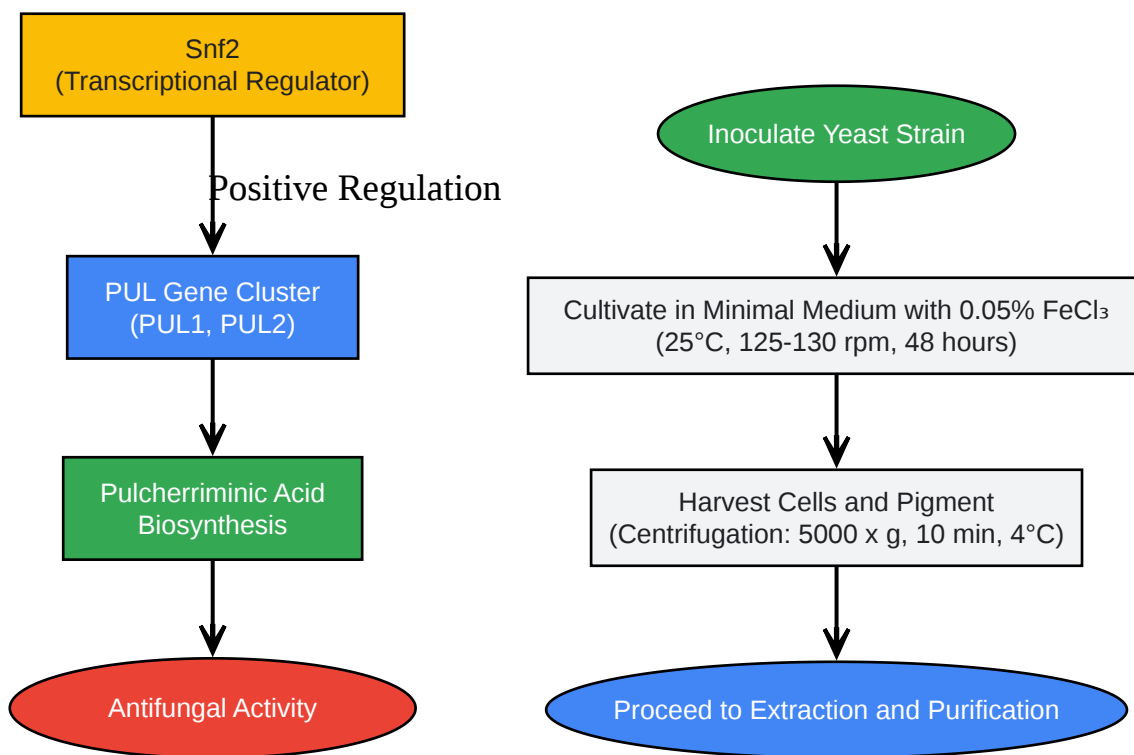 Snf2
(Transcriptional Regulator)
Positive Regulation
PUL Gene Cluster
(PUL1, PUL2)
Pulcherriminic Acid
Biosynthesis
Antifungal Activity
Inoculate Yeast Strain
Cultivate in Minimal Medium with 0.05% FeCl₃
(25°C, 125-130 rpm, 48 hours)
Harvest Cells and Pigment
(Centrifugation: 5000 x g, 10 min, 4°C)
Proceed to Extraction and Purification